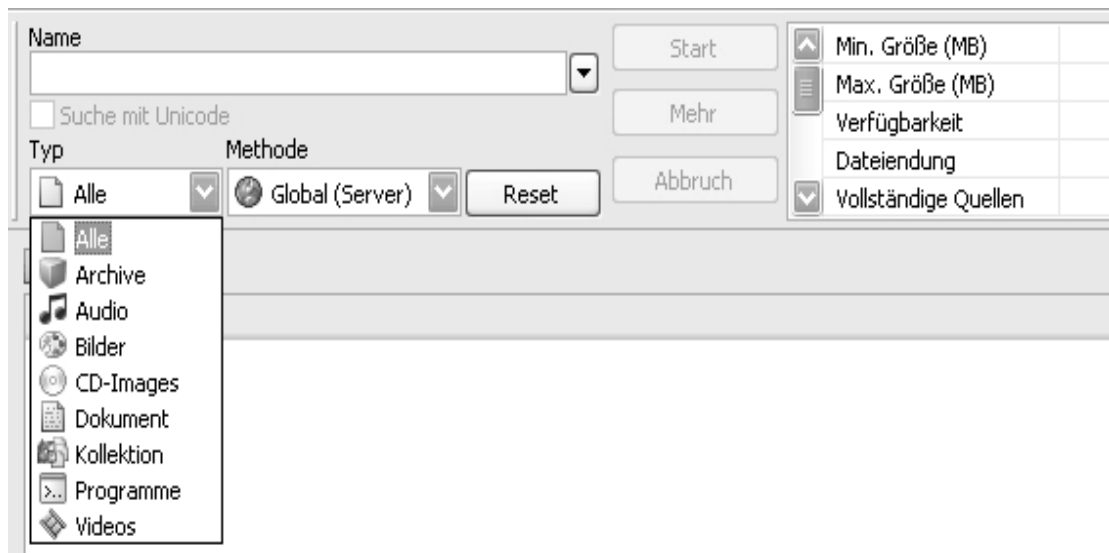 Name
Suche mit Unicode
Typ
Methode
Alle
Global (Server)
Reset
Start
Mehr
Abbruch
Min. Größe (MB)
Max. Größe (MB)
Verfügbarkeit
Dateiendung
Vollständige Quellen
Alle
Archive
Audio
Bilder
CD-Images
Dokument
Kollektion
Programme
Videos